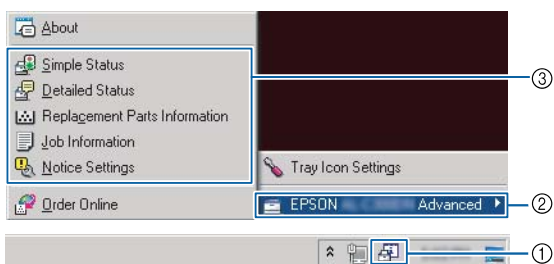 About
Simple Status
Detailed Status
Replacement Parts Information
Job Information
Notice Settings
Order Online
Tray Icon Settings
EPSON Advanced
③
②
①